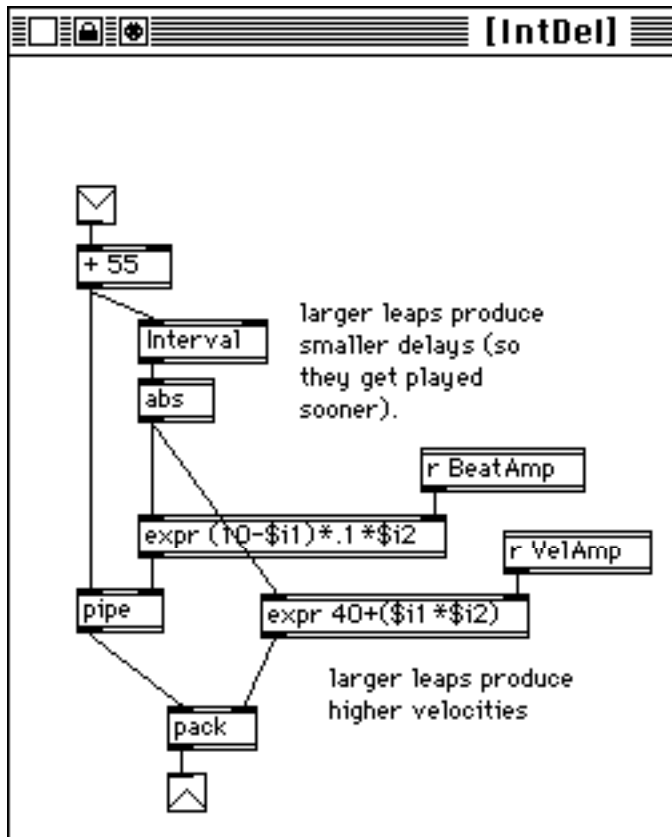 [IntDel]
+ 55
Interval
larger leaps produce
smaller delays (so
they get played
sooner).
abs
r BeatAmp
expr (10-$i1)*.1*$i2
r VelAmp
pipe
expr 40+($i1*$i2)
larger leaps produce
higher velocities
pack